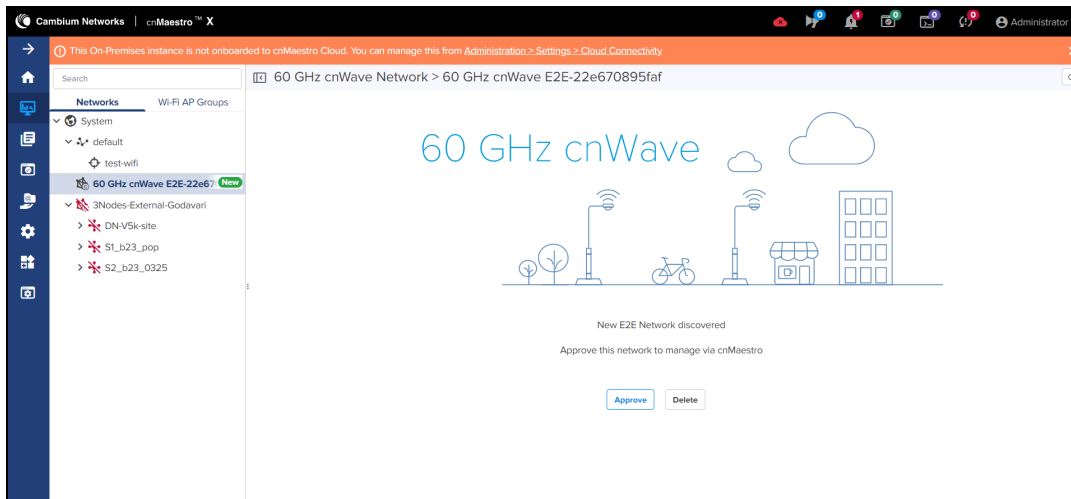 Cambium Networks | cnMaestro™ X
0 1 0 0 0 Administrator
This On-Premises instance is not onboarded to cnMaestro Cloud. You can manage this from Administration > Settings > Cloud Connectivity
Search
60 GHz cnWave Network > 60 GHz cnWave E2E-22e670895faf
Networks Wi-Fi AP Groups
System
default
test-wifi
60 GHz cnWave E2E-22e67 New
3Nodes-External-Godavari
DN-V5k-site
S1_b23_pop
S2_b23_0325
60 GHz cnWave
New E2E Network discovered
Approve this network to manage via cnMaestro
Approve Delete